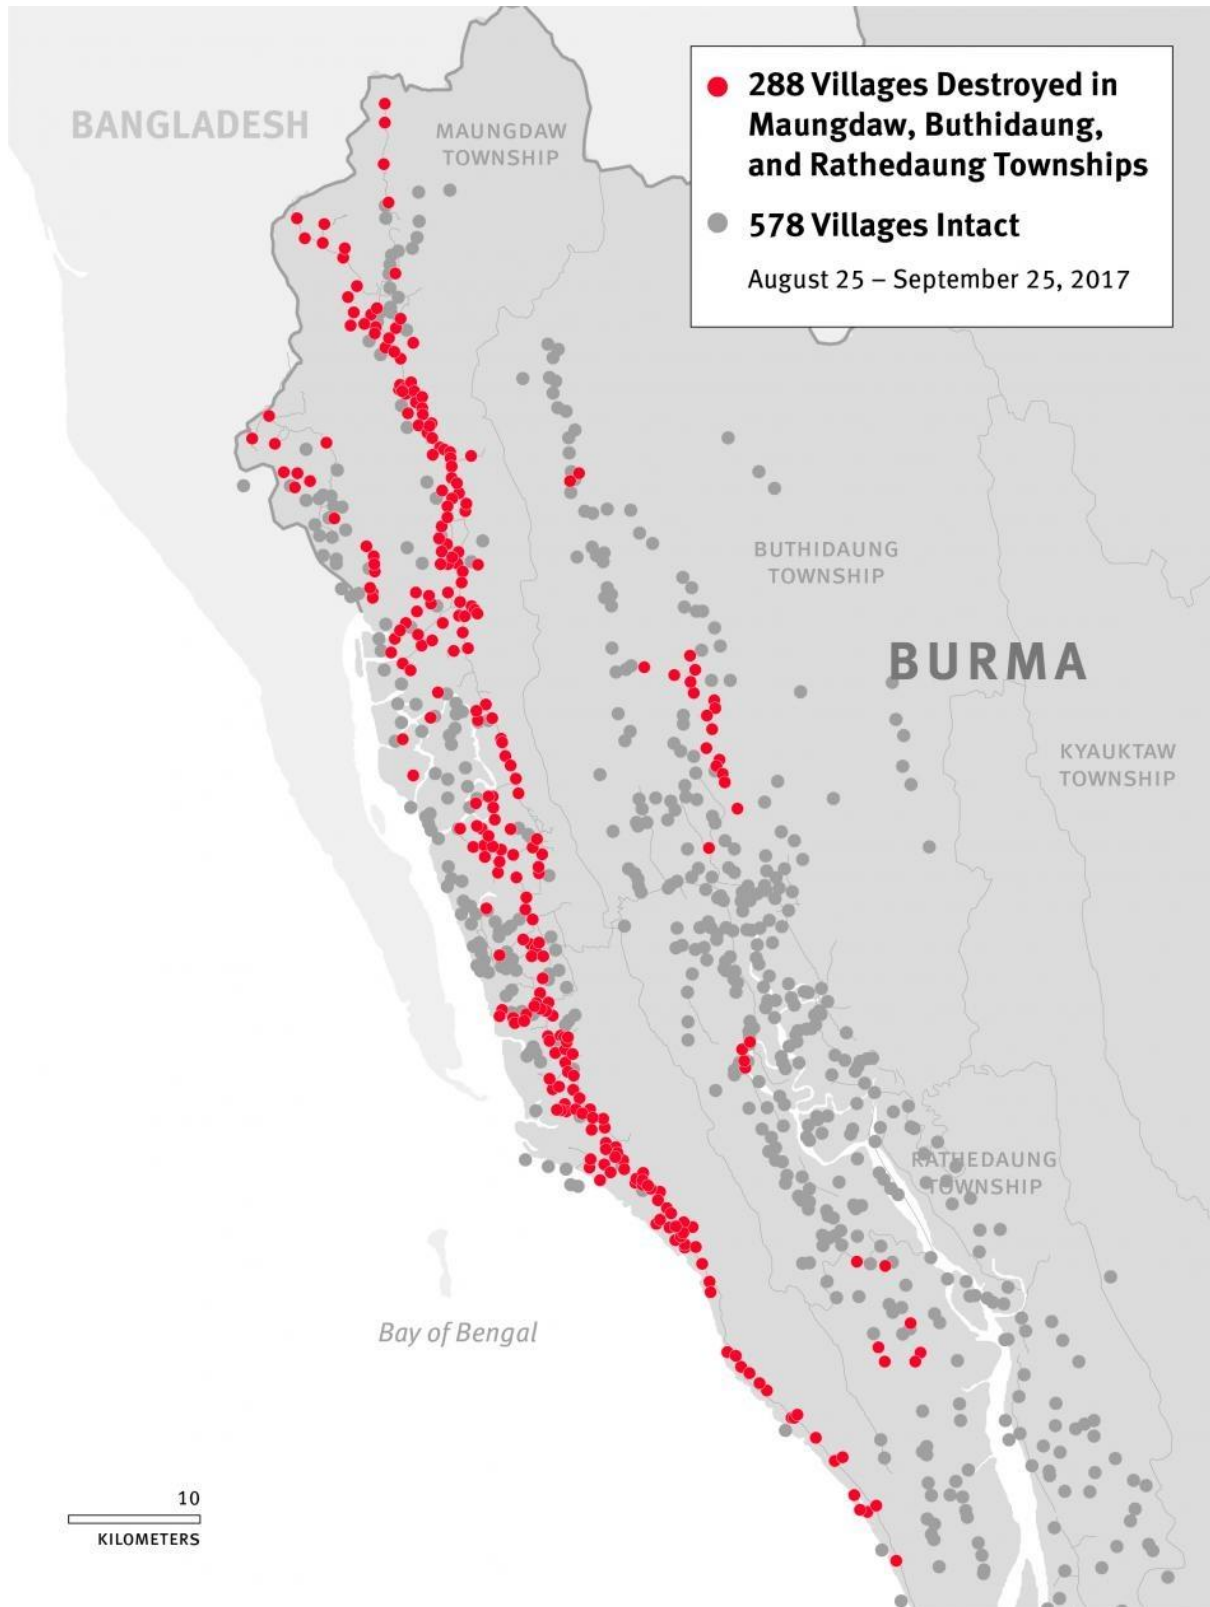 288 Villages Destroyed in
Maungdaw, Buthidaung,
and Rathedaung Townships
578 Villages Intact
August 25 – September 25, 2017
BANGLADESH
MAUNGDAW
TOWNSHIP
BUTHIDAUNG
TOWNSHIP
BURMA
KYAUKTAW
TOWNSHIP
RATHEDAUNG
TOWNSHIP
Bay of Bengal
10
KILOMETERS